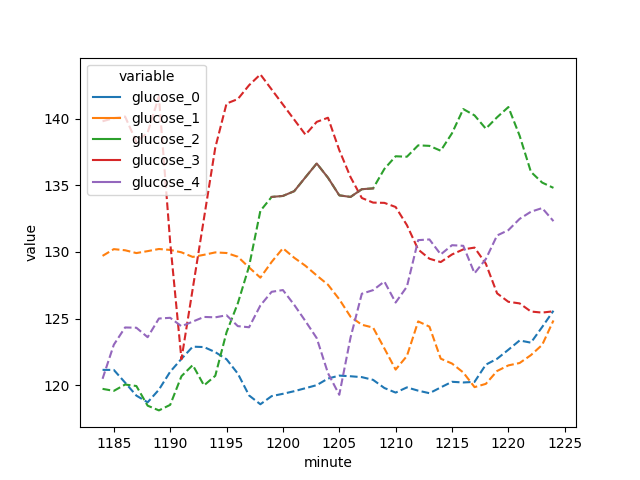 variable
glucose_0
glucose_1
glucose_2
glucose_3
glucose_4
value
140
135
130
125
120
1185 1190 1195 1200 1205 1210 1215 1220 1225
minute